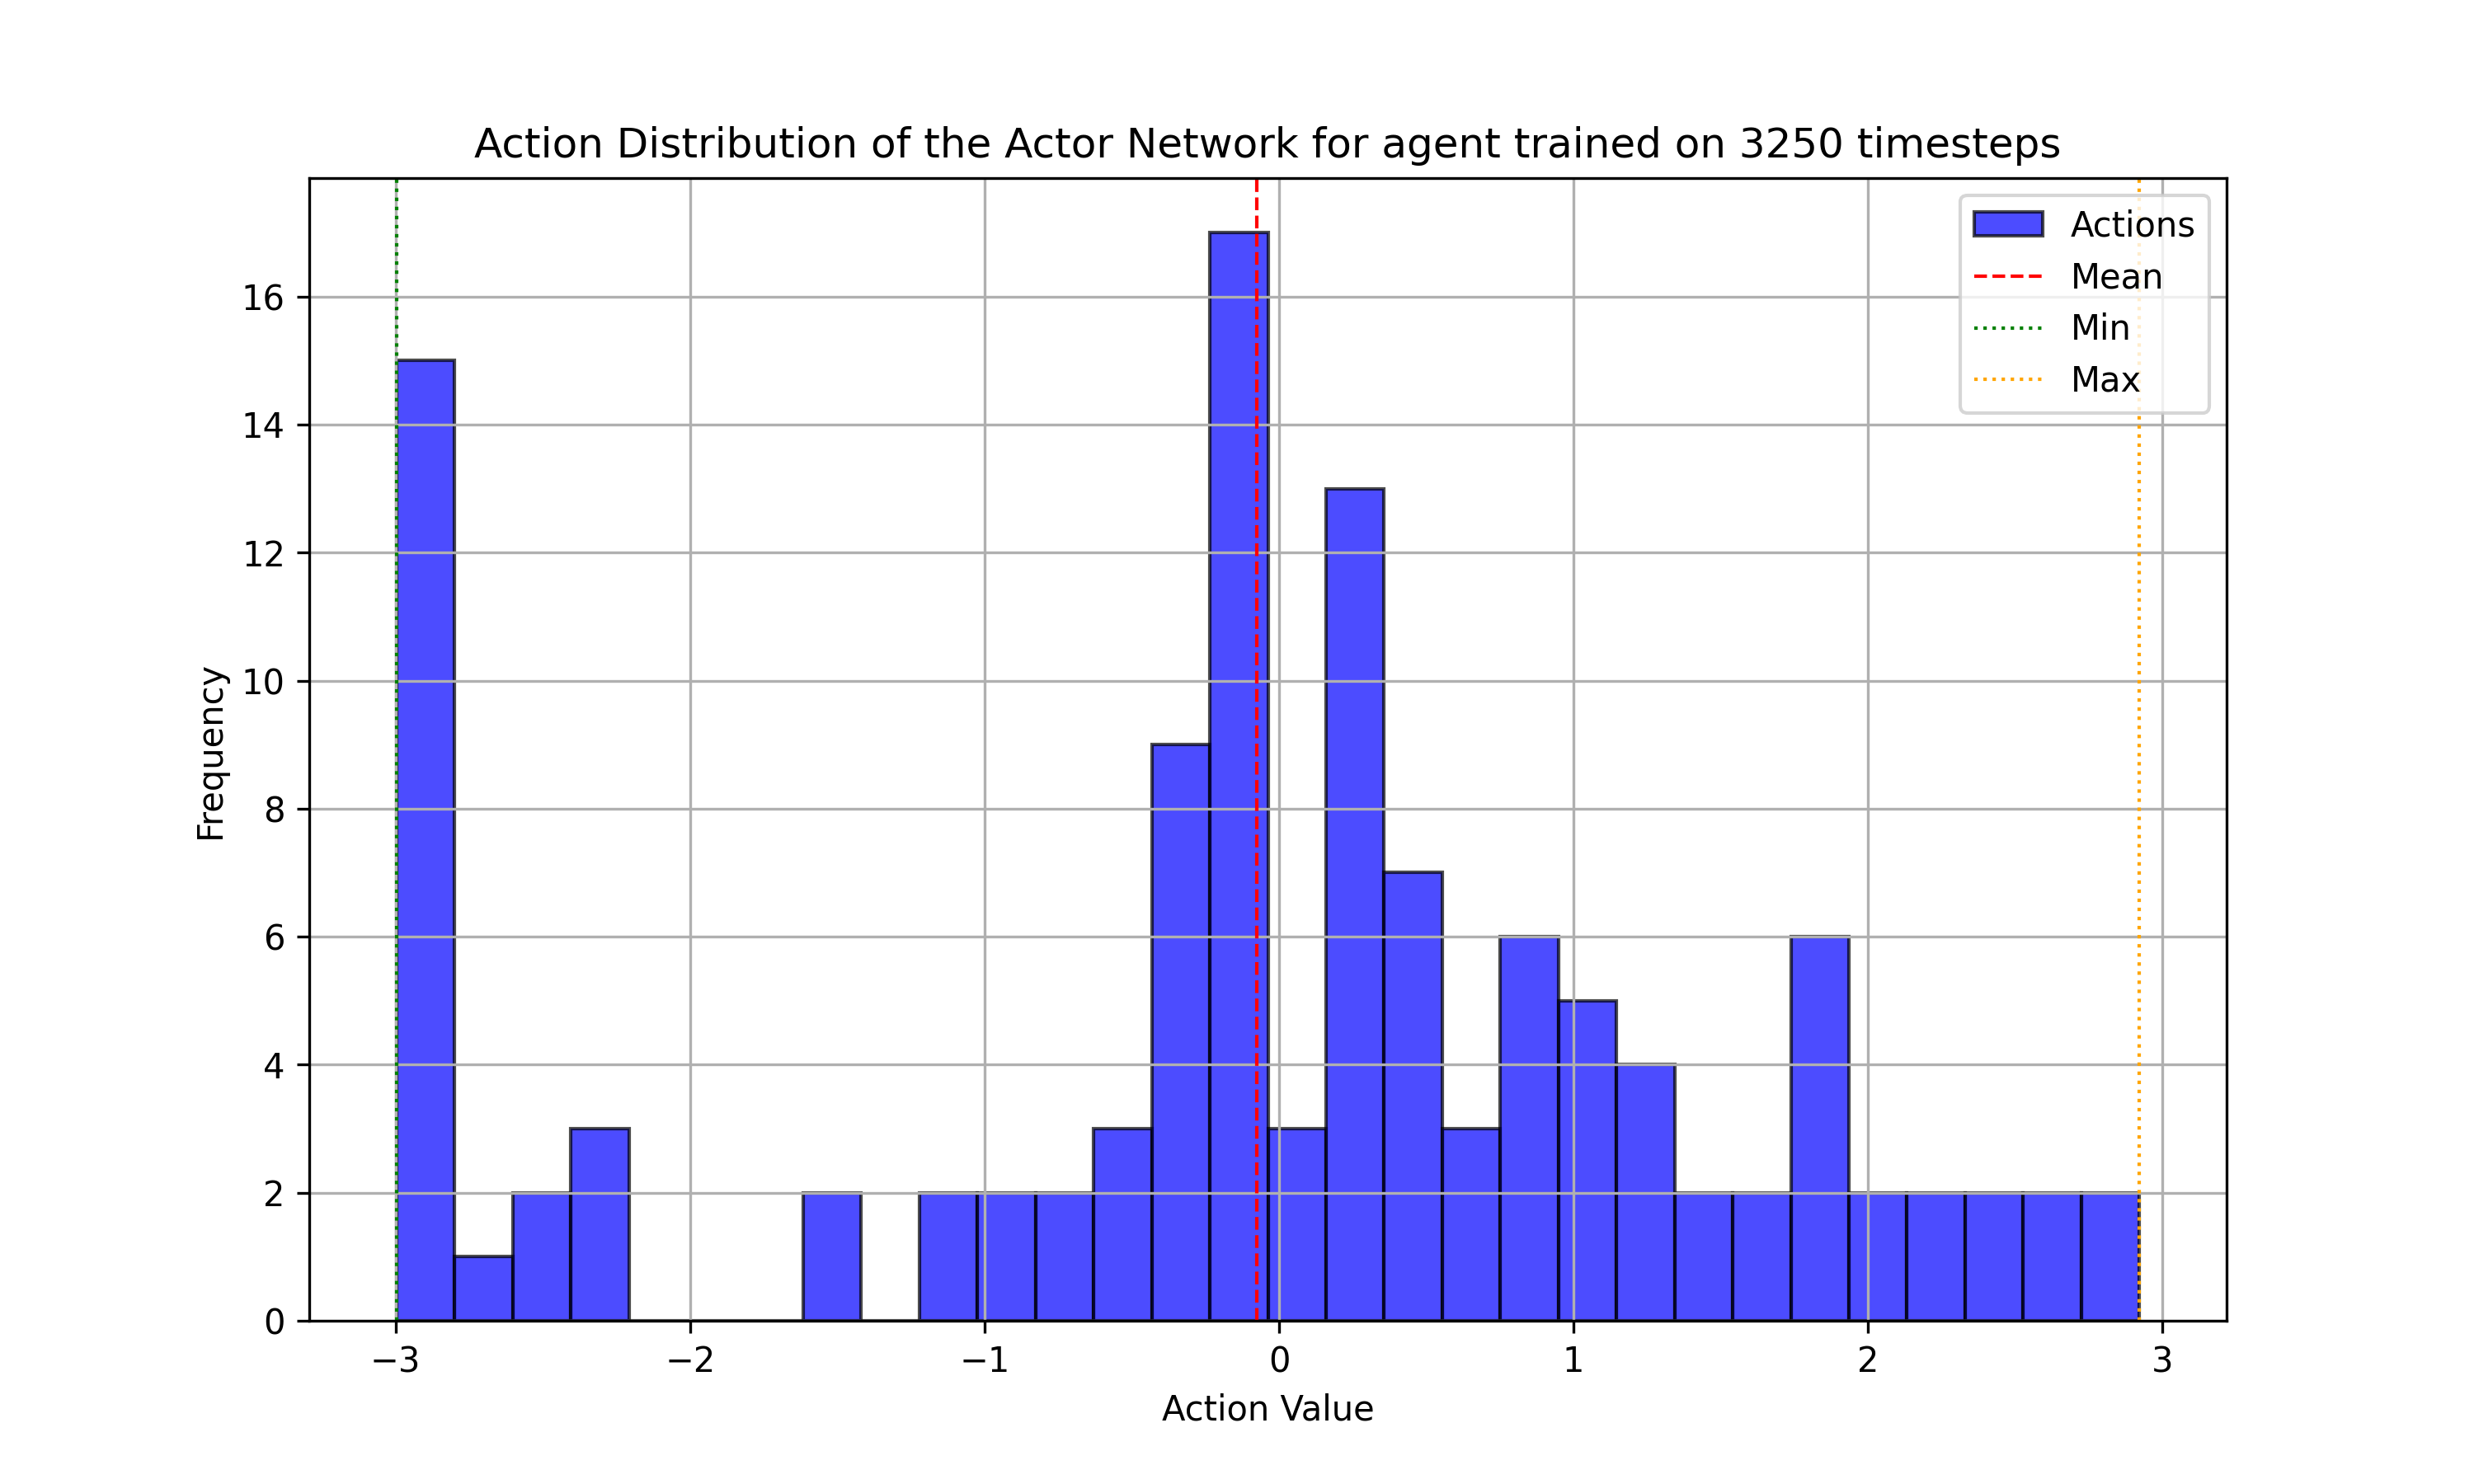 Action Distribution of the Actor Network for agent trained on 3250 timesteps
Actions
Mean
Min
Max
16
14
12
10
8
6
4
2
0
Frequency
−3
−2
−1
0
1
2
3
Action Value